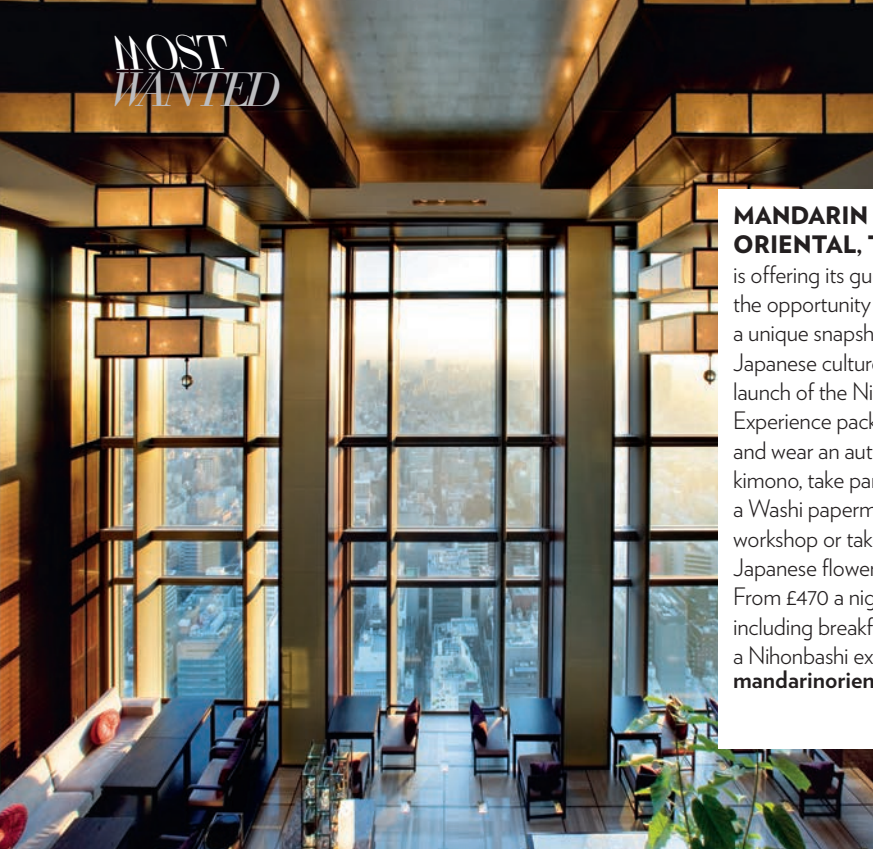 MOST
WANTED
MANDARIN
ORIENTAL, T
is offering its gu
the opportunity
a unique snapsh
Japanese culture
launch of the Ni
Experience pack
and wear an aut
kimono, take par
a Washi paperm
workshop or tak
Japanese flower
From £470 a nig
including breakf
a Nihonbashi ex
mandarinorien